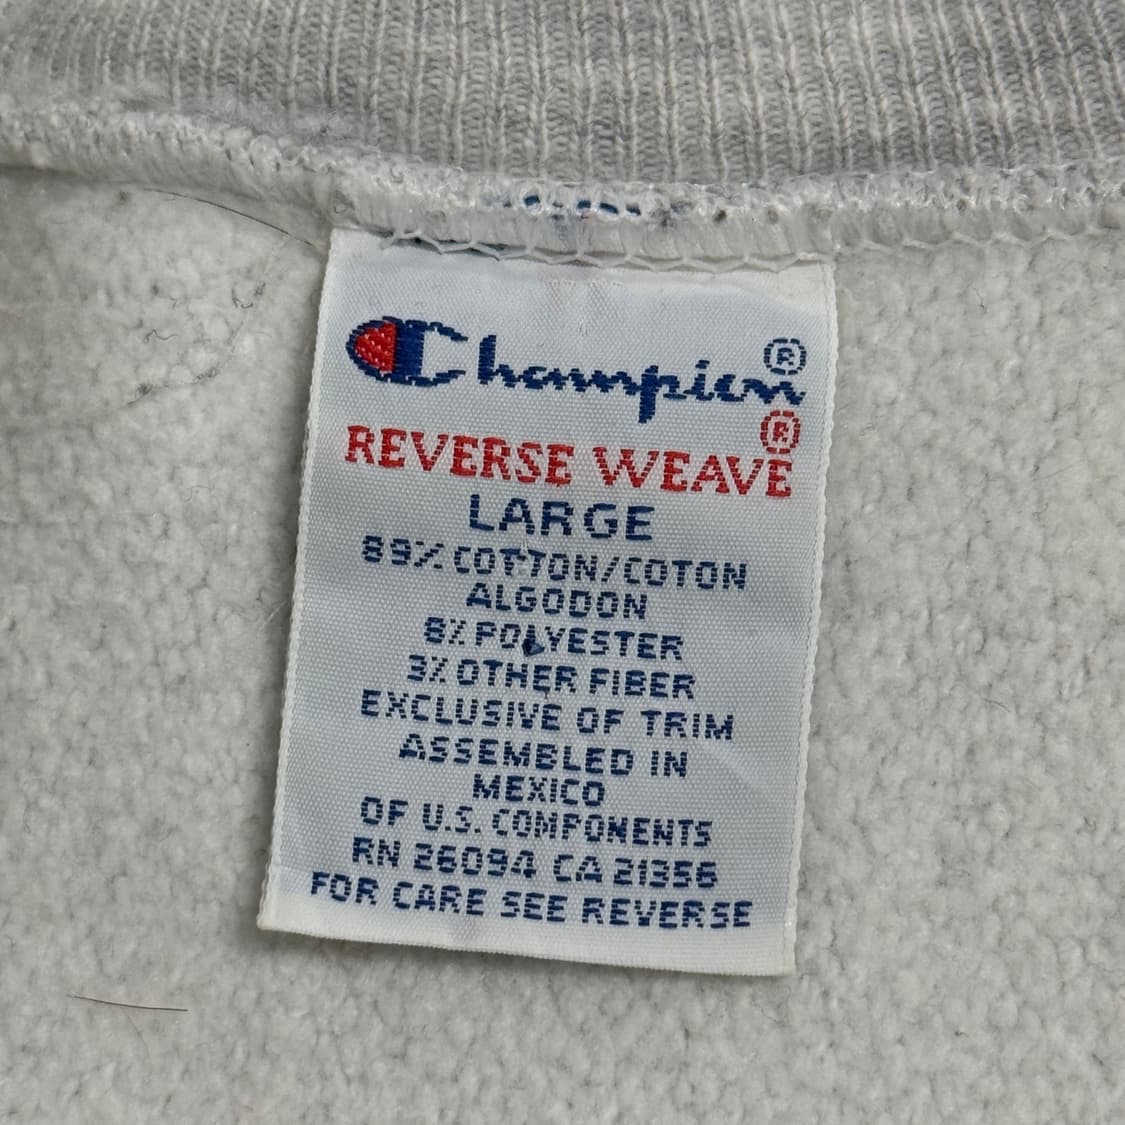 Champion ®
REVERSE WEAVE ®
LARGE
89% COTTON/COTON
ALGODON
8% POLYESTER
3% OTHER FIBER
EXCLUSIVE OF TRIM
ASSEMBLED IN
MEXICO
OF U.S. COMPONENTS
RN 26094 CA 21356
FOR CARE SEE REVERSE